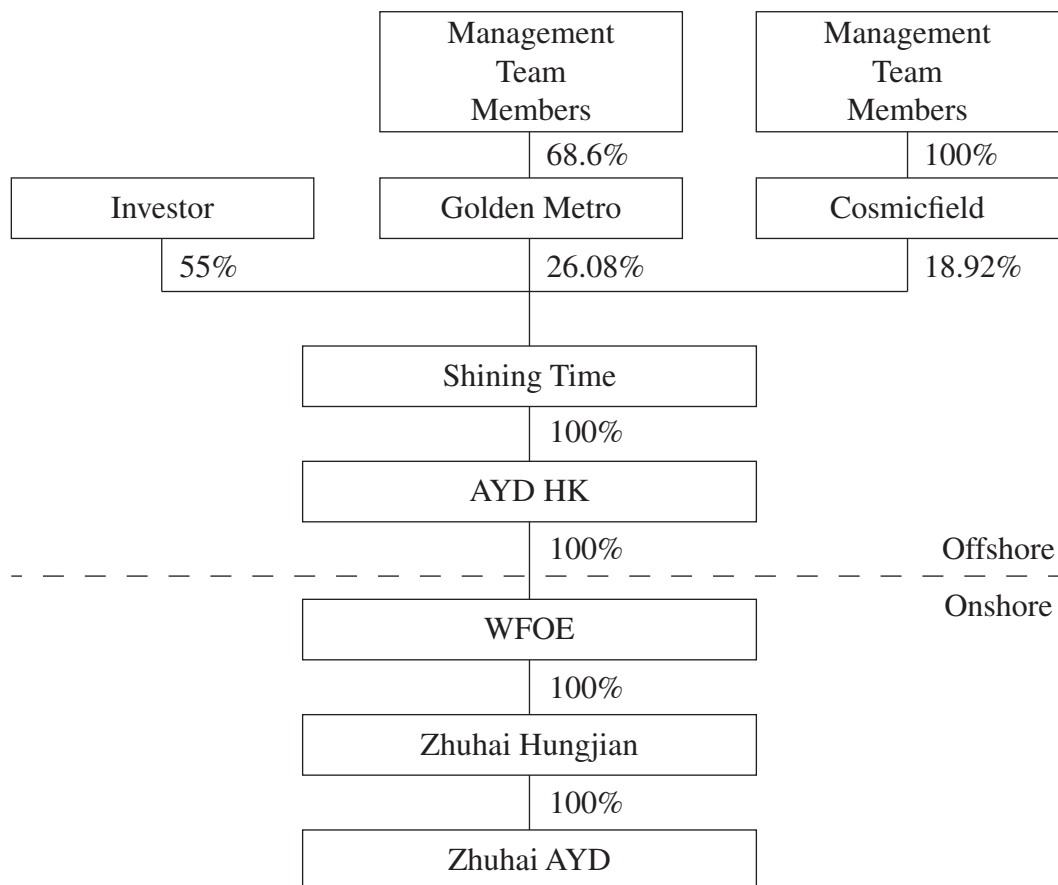 Management
Team
Members
Management
Team
Members
68.6%
100%
Investor
Golden Metro
Cosmicfield
55%
26.08%
18.92%
Shining Time
100%
AYD HK
100%
Offshore
Onshore
WFOE
100%
Zhuhai Hungjian
100%
Zhuhai AYD